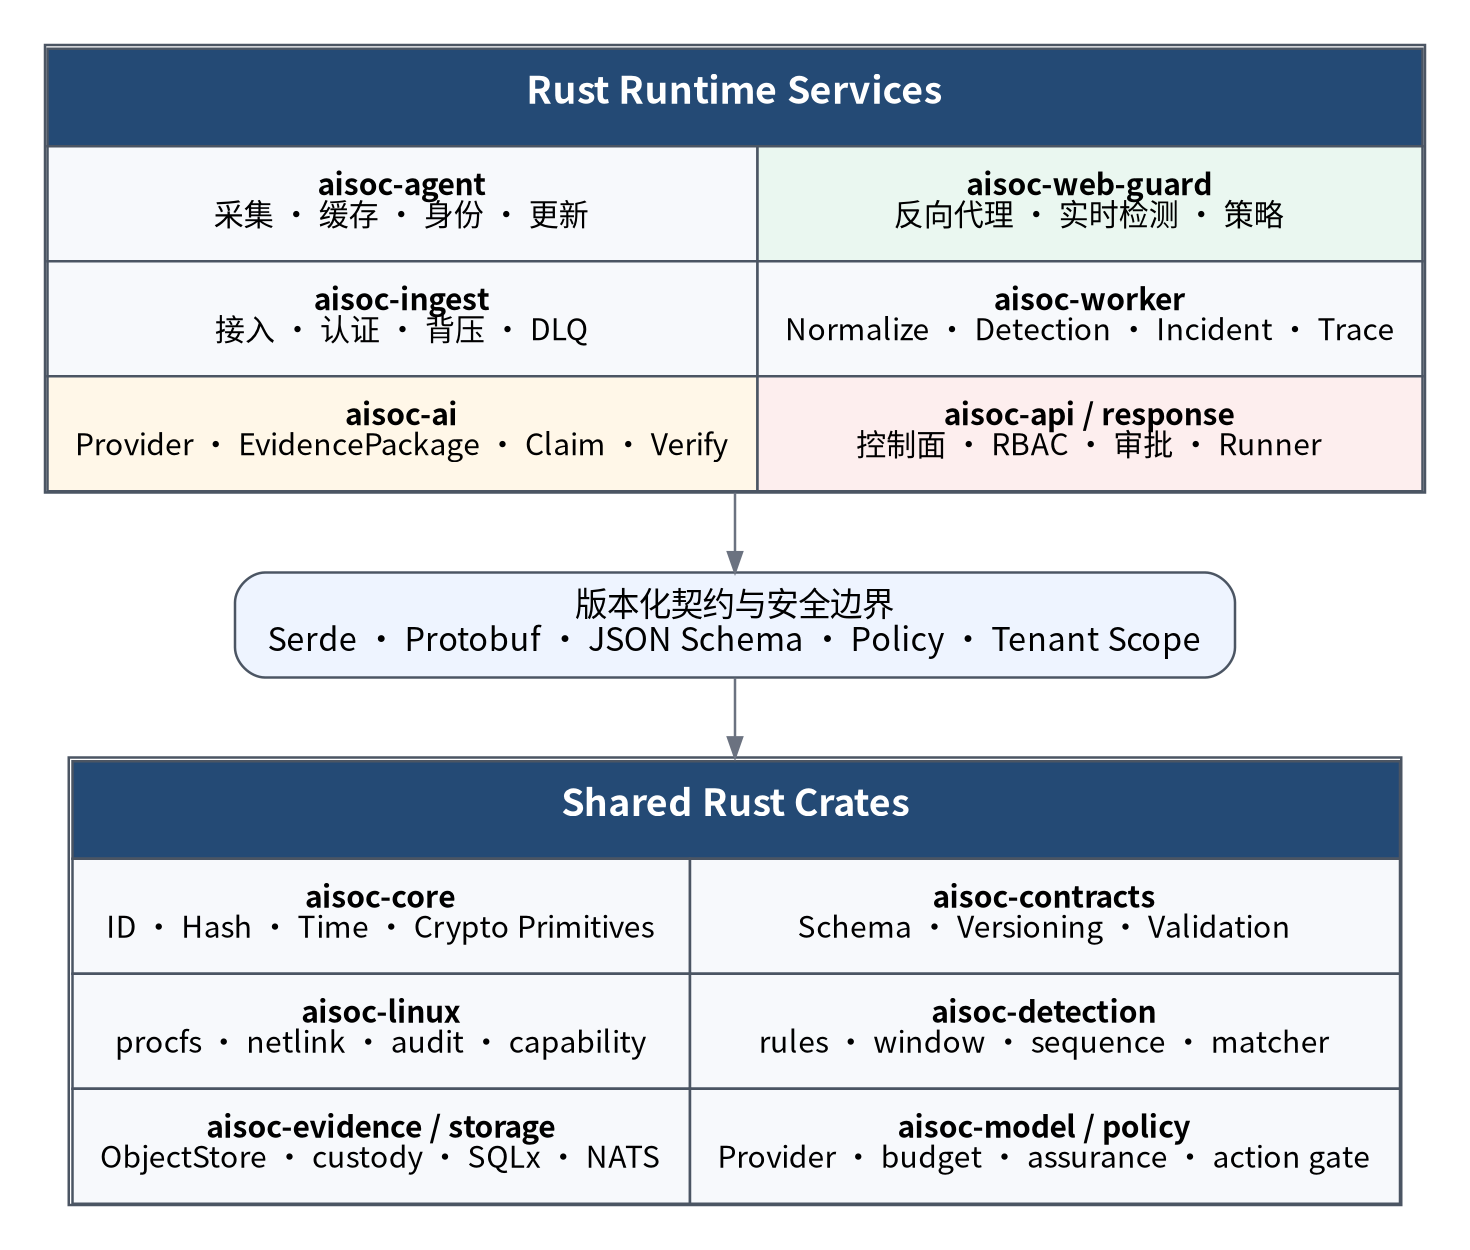 Rust Runtime Services
aisoc-agent
采集 • 缓存 • 身份 • 更新
aisoc-web-guard
反向代理 • 实时检测 • 策略
aisoc-ingest
接入 • 认证 • 背压 • DLQ
aisoc-worker
Normalize • Detection • Incident • Trace
aisoc-ai
Provider • EvidencePackage • Claim • Verify
aisoc-api / response
控制面 • RBAC • 审批 • Runner
版本化契约与安全边界
Serde • Protobuf • JSON Schema • Policy • Tenant Scope
Shared Rust Crates
aisoc-core
ID • Hash • Time • Crypto Primitives
aisoc-contracts
Schema • Versioning • Validation
aisoc-linux
procfs • netlink • audit • capability
aisoc-detection
rules • window • sequence • matcher
aisoc-evidence / storage
ObjectStore • custody • SQLx • NATS
aisoc-model / policy
Provider • budget • assurance • action gate